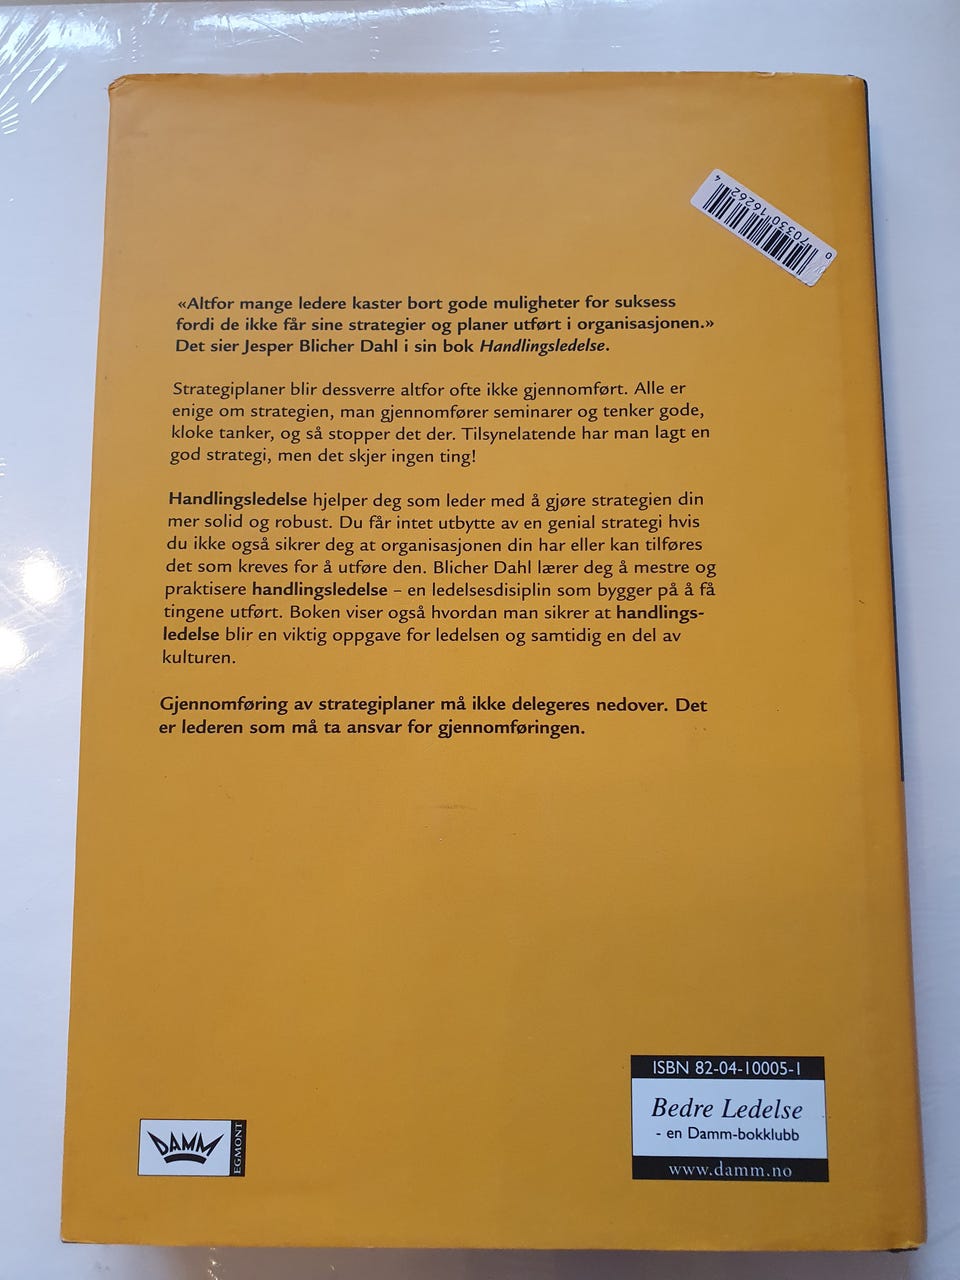 0 70330 16262 4
«Altfor mange ledere kaster bort gode muligheter for suksess
fordi de ikke får sine strategier og planer utført i organisasjonen.»
Det sier Jesper Blicher Dahl i sin bok Handlingsledelse.
Strategiplaner blir dessverre altfor ofte ikke gjennomført. Alle er
enige om strategien, man gjennomfører seminarer og tenker gode,
kloke tanker, og så stopper det der. Tilsynelatende har man lagt en
god strategi, men det skjer ingen ting!
Handlingsledelse hjelper deg som leder med å gjøre strategien din
mer solid og robust. Du får intet utbytte av en genial strategi hvis
du ikke også sikrer deg at organisasjonen din har eller kan tilføres
det som kreves for å utføre den. Blicher Dahl lærer deg å mestre og
praktisere handlingsledelse – en ledelsesdisiplin som bygger på å få
tingene utført. Boken viser også hvordan man sikrer at handlings-
ledelse blir en viktig oppgave for ledelsen og samtidig en del av
kulturen.
Gjennomføring av strategiplaner må ikke delegeres nedover. Det
er lederen som må ta ansvar for gjennomføringen.
DAMM
EGMONT
ISBN 82-04-10005-1
Bedre Ledelse
- en Damm-bokklubb
www.damm.no